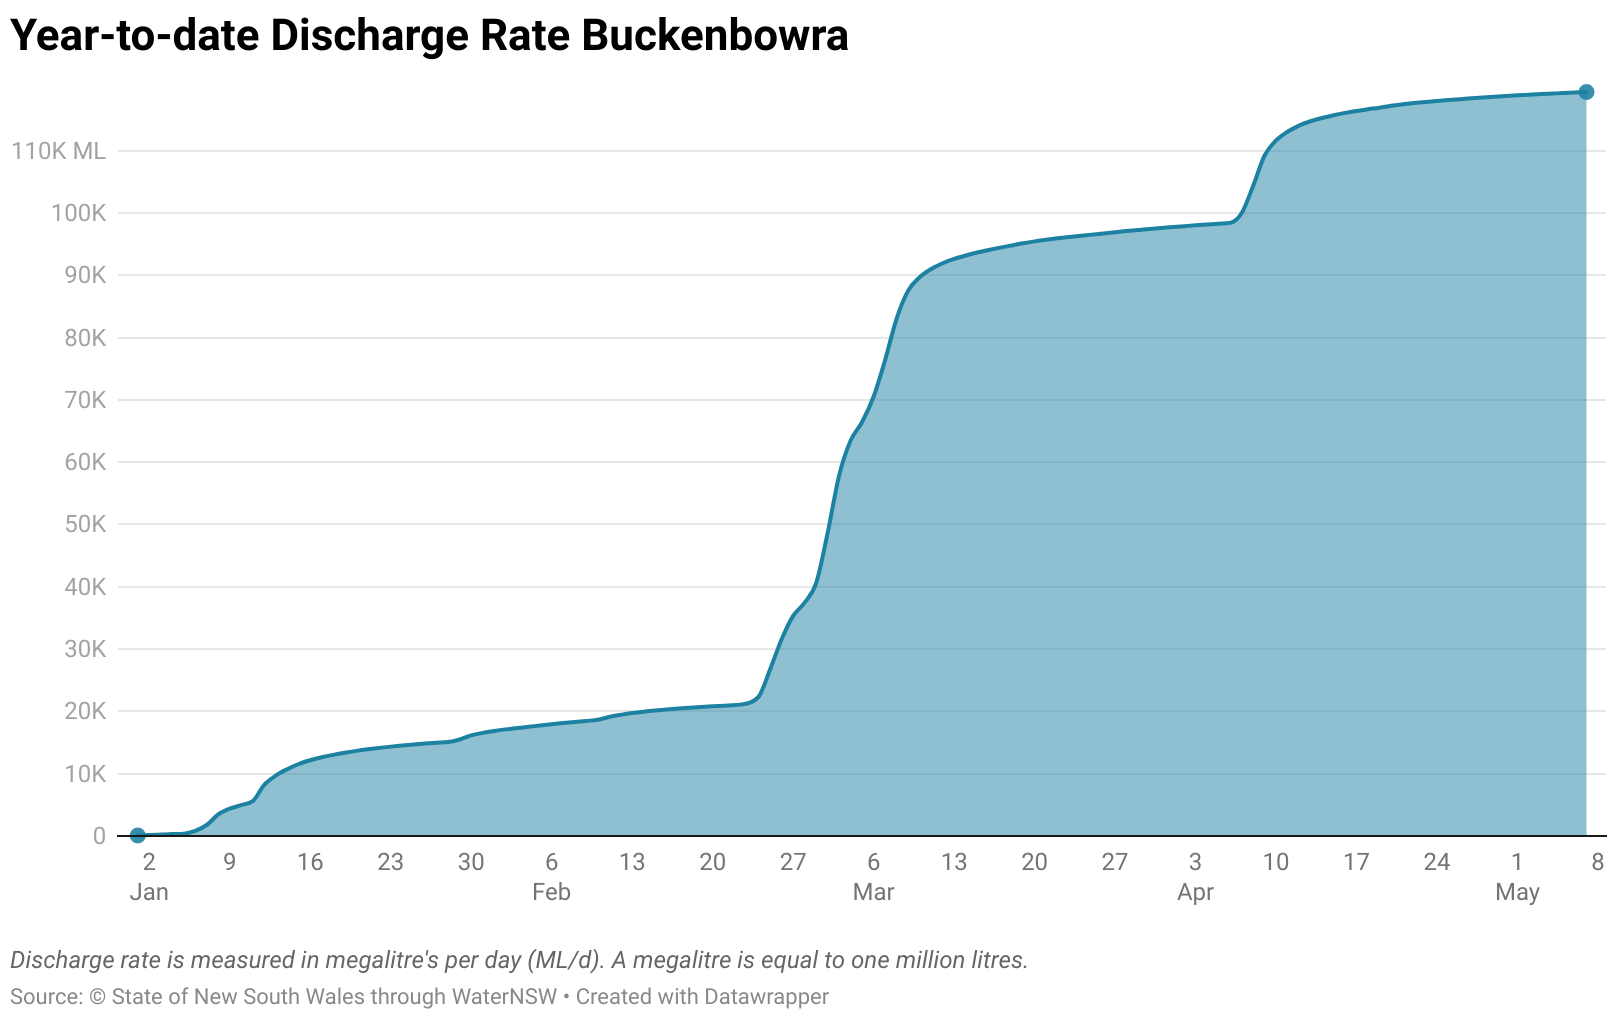 Year-to-date Discharge Rate Buckenbowra
110K ML
100K
90K
80K
70K
60K
50K
40K
30K
20K
10K
0
2 9 16 23 30 6 13 20 27 6 13 20 27 3 10 17 24 1 8
Jan Feb Mar Apr May
Discharge rate is measured in megalitre's per day (ML/d). A megalitre is equal to one million litres.
Source: © State of New South Wales through WaterNSW • Created with Datawrapper